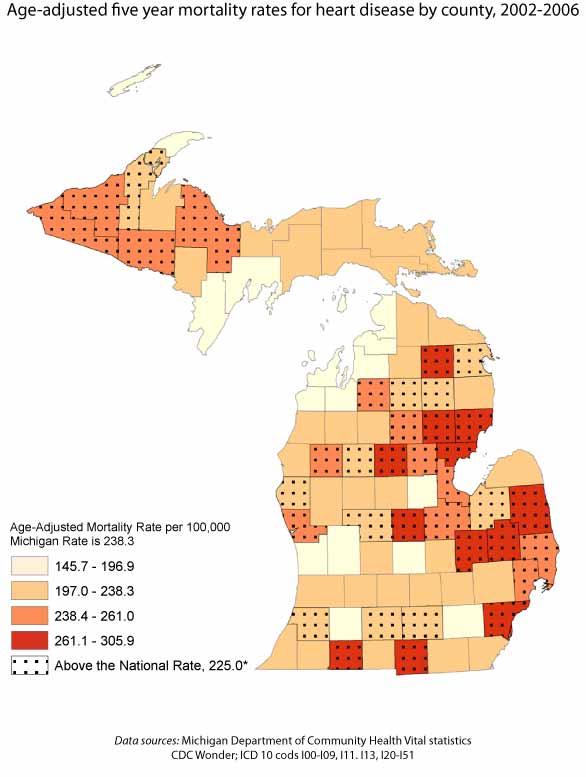 Age-adjusted five year mortality rates for heart disease by county, 2002-2006
Age-Adjusted Mortality Rate per 100,000
Michigan Rate is 238.3
145.7 - 196.9
197.0 - 238.3
238.4 - 261.0
261.1 - 305.9
Above the National Rate, 225.0*
Data sources: Michigan Department of Community Health Vital statistics
CDC Wonder; ICD 10 cods I00-I09, I11. I13, I20-I51